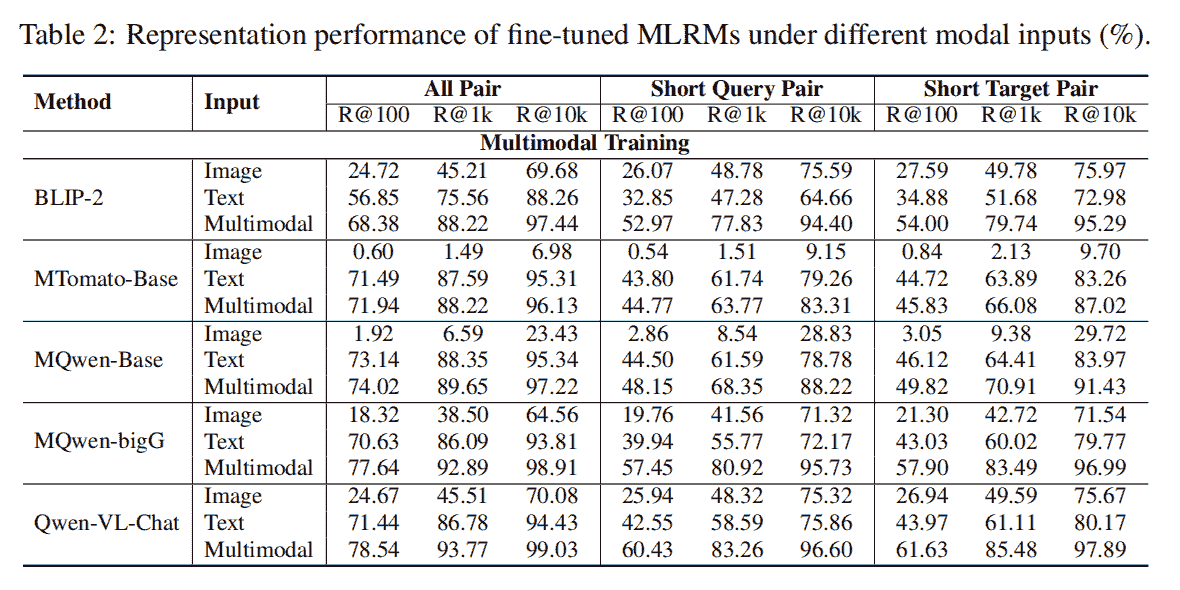 Table 2: Representation performance of fine-tuned MLRMs under different modal inputs (%).
Method Input All Pair Short Query Pair Short Target Pair
R@100 R@1k R@10k R@100 R@1k R@10k R@100 R@1k R@10k
Multimodal Training
Image 24.72 45.21 69.68 26.07 48.78 75.59 27.59 49.78 75.97
BLIP-2 Text 56.85 75.56 88.26 32.85 47.28 64.66 34.88 51.68 72.98
Multimodal 68.38 88.22 97.44 52.97 77.83 94.40 54.00 79.74 95.29
Image 0.60 1.49 6.98 0.54 1.51 9.15 0.84 2.13 9.70
MTomato-Base Text 71.49 87.59 95.31 43.80 61.74 79.26 44.72 63.89 83.26
Multimodal 71.94 88.22 96.13 44.77 63.77 83.31 45.83 66.08 87.02
Image 1.92 6.59 23.43 2.86 8.54 28.83 3.05 9.38 29.72
MQwen-Base Text 73.14 88.35 95.34 44.50 61.59 78.78 46.12 64.41 83.97
Multimodal 74.02 89.65 97.22 48.15 68.35 88.22 49.82 70.91 91.43
Image 18.32 38.50 64.56 19.76 41.56 71.32 21.30 42.72 71.54
MQwen-bigG Text 70.63 86.09 93.81 39.94 55.77 72.17 43.03 60.02 79.77
Multimodal 77.64 92.89 98.91 57.45 80.92 95.73 57.90 83.49 96.99
Image 24.67 45.51 70.08 25.94 48.32 75.32 26.94 49.59 75.67
Qwen-VL-Chat Text 71.44 86.78 94.43 42.55 58.59 75.86 43.97 61.11 80.17
Multimodal 78.54 93.77 99.03 60.43 83.26 96.60 61.63 85.48 97.89